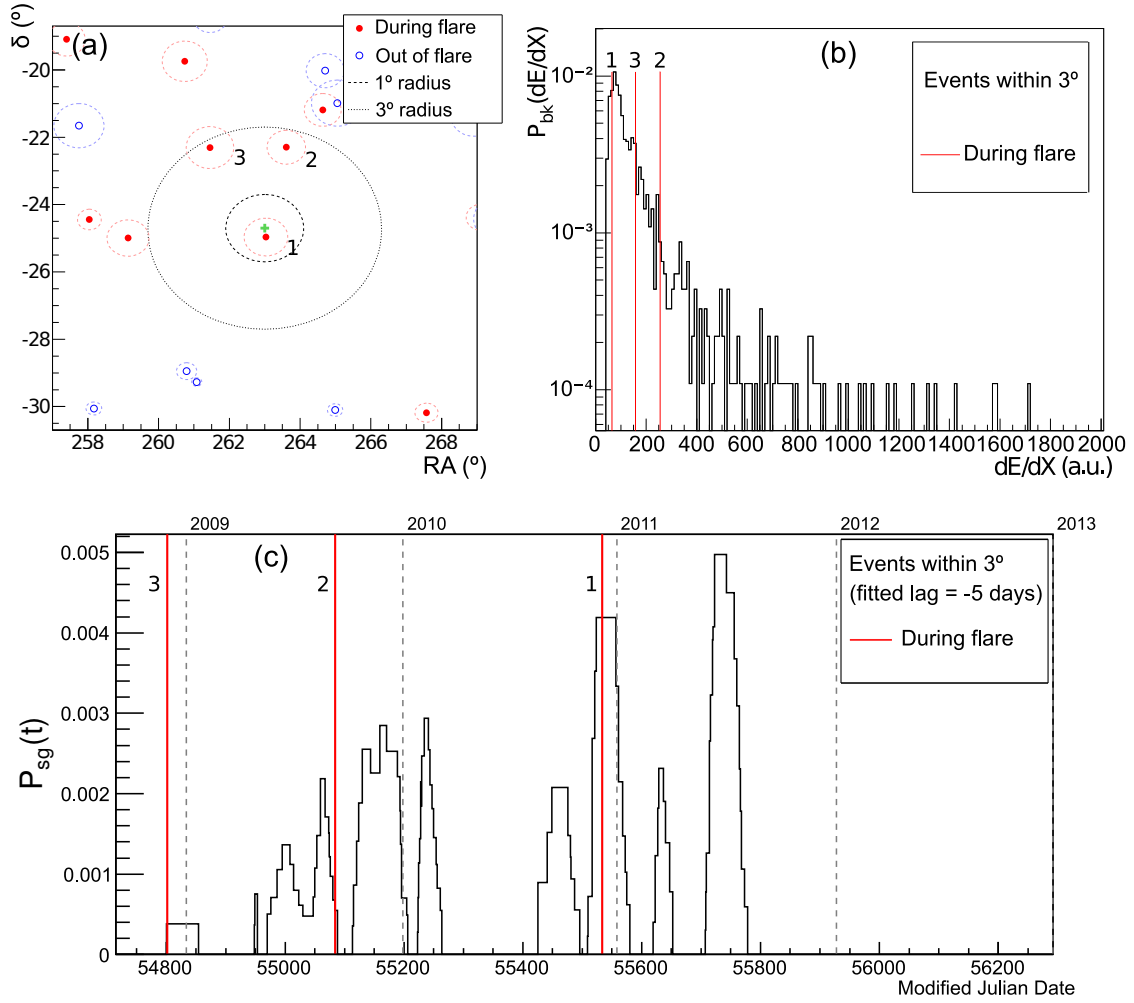 δ (º)
(a)
During flare
Out of flare
1º radius
3º radius
-20
-22
-24
-26
-28
-30
3
2
1
258 260 262 264 266 268
RA (º)
(b)
P_bk(dE/dX)
1 3 2
Events within 3º
During flare
10⁻²
10⁻³
10⁻⁴
0 200 400 600 800 1000 1200 1400 1600 1800 2000
dE/dX (a.u.)
2009 2010 2011 2012 2013
(c)
3 2 1
Events within 3º
(fitted lag = -5 days)
During flare
P_sg(t)
0.005
0.004
0.003
0.002
0.001
0
54800 55000 55200 55400 55600 55800 56000 56200
Modified Julian Date